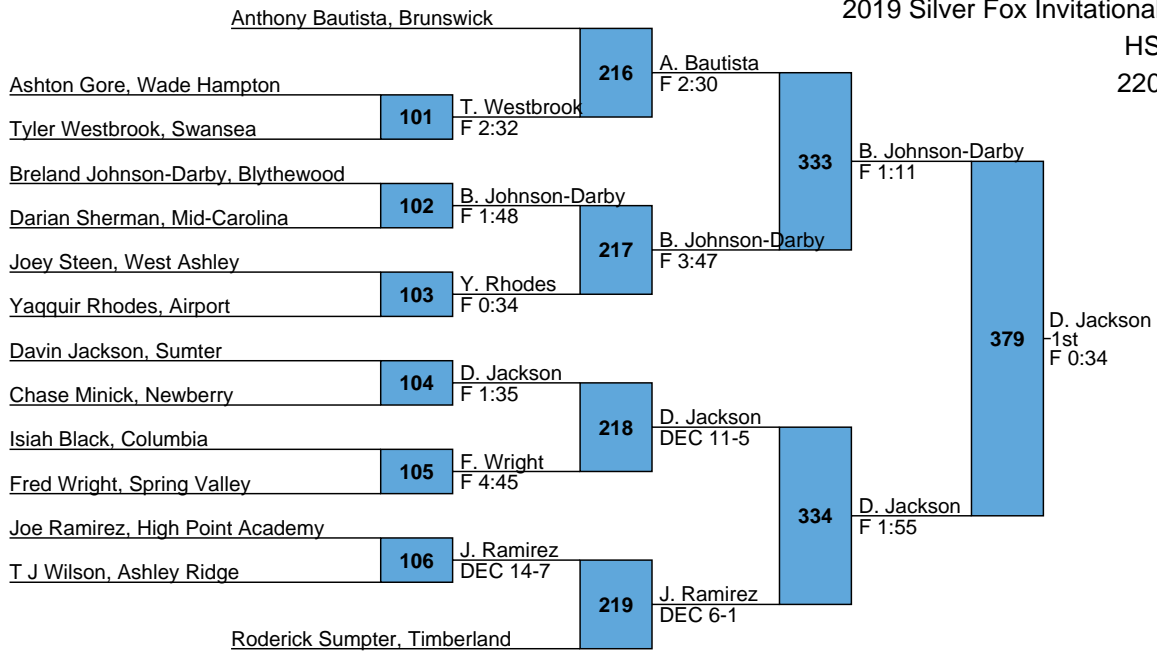 2019 Silver Fox Invitational
HS
220
Anthony Bautista, Brunswick
216
A. Bautista
F 2:30
Ashton Gore, Wade Hampton
101
T. Westbrook
F 2:32
Tyler Westbrook, Swansea
333
B. Johnson-Darby
F 1:11
Breland Johnson-Darby, Blythewood
102
B. Johnson-Darby
F 1:48
Darian Sherman, Mid-Carolina
217
B. Johnson-Darby
F 3:47
Joey Steen, West Ashley
103
Y. Rhodes
F 0:34
Yaqquir Rhodes, Airport
379
D. Jackson
1st
F 0:34
Davin Jackson, Sumter
104
D. Jackson
F 1:35
Chase Minick, Newberry
218
D. Jackson
DEC 11-5
Isiah Black, Columbia
105
F. Wright
F 4:45
Fred Wright, Spring Valley
334
D. Jackson
F 1:55
Joe Ramirez, High Point Academy
106
J. Ramirez
DEC 14-7
T J Wilson, Ashley Ridge
219
J. Ramirez
DEC 6-1
Roderick Sumpter, Timberland